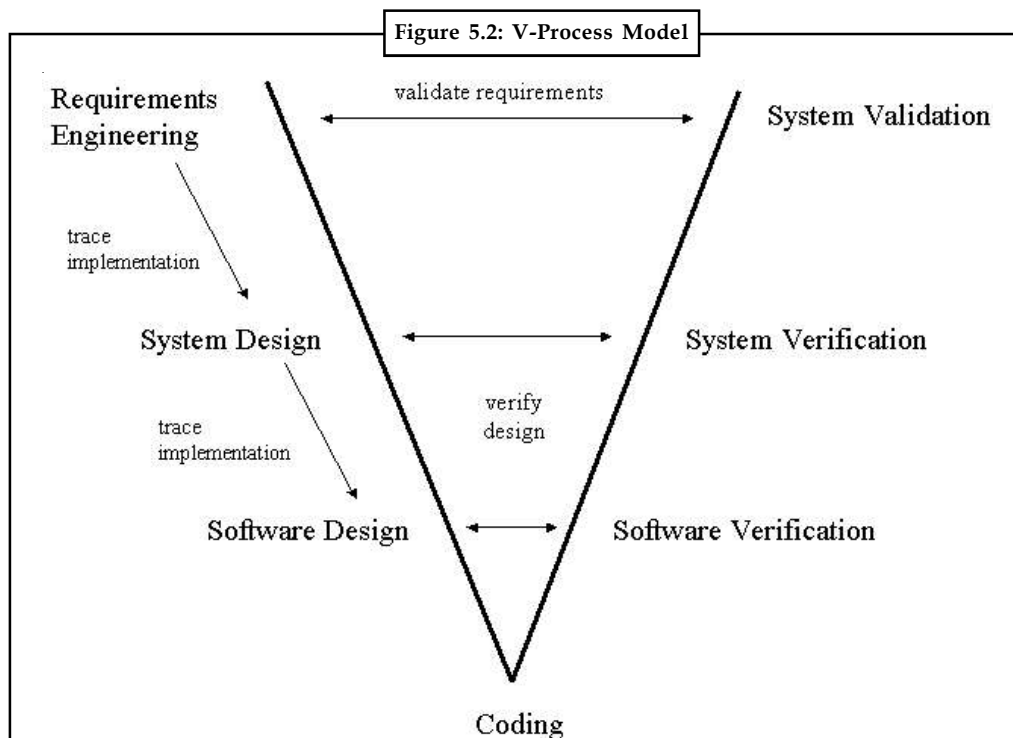 Figure 5.2: V-Process Model
Requirements
Engineering
validate requirements
System Validation
trace
implementation
System Design
System Verification
verify
design
trace
implementation
Software Design
Software Verification
Coding